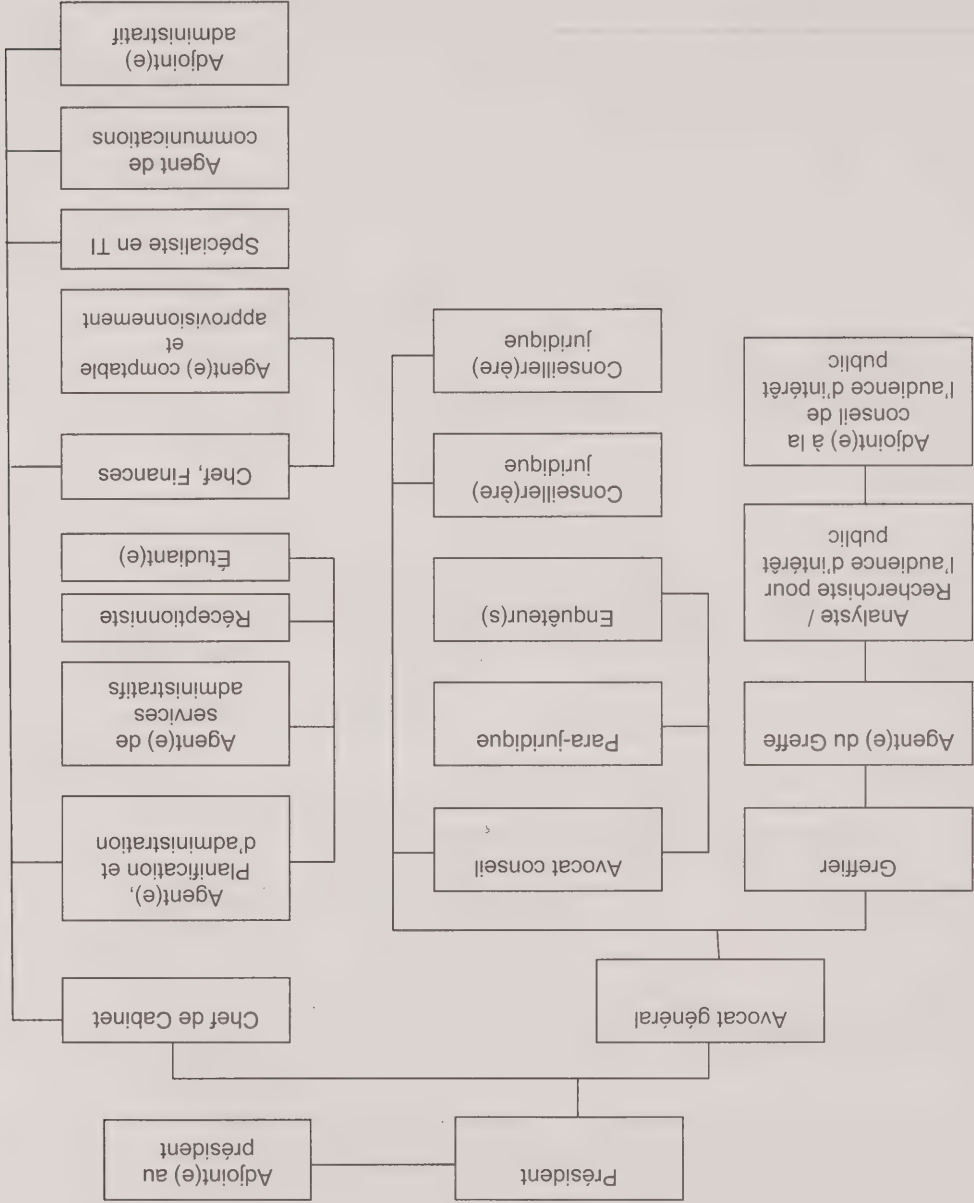 Président
Adjoint(e) au
président
Avocat général
Chef de Cabinet
Greffier
Agent(e) du Greffe
Analyste /
Recherchiste pour
l'audience d'intérêt
public
Adjoint(e) à la
conseil de
l'audience d'intérêt
public
Avocat conseil
Para-juridique
Enquêteur(s)
Conseiller(ère)
juridique
Conseiller(ère)
juridique
Agent(e),
Planification et
d'administration
Agent(e) de
services
administratifs
Réceptionniste
Étudiant(e)
Chef, Finances
Agent(e) comptable
et
approvisionnement
Spécialiste en TI
Agent de
communications
Adjoint(e)
administratif